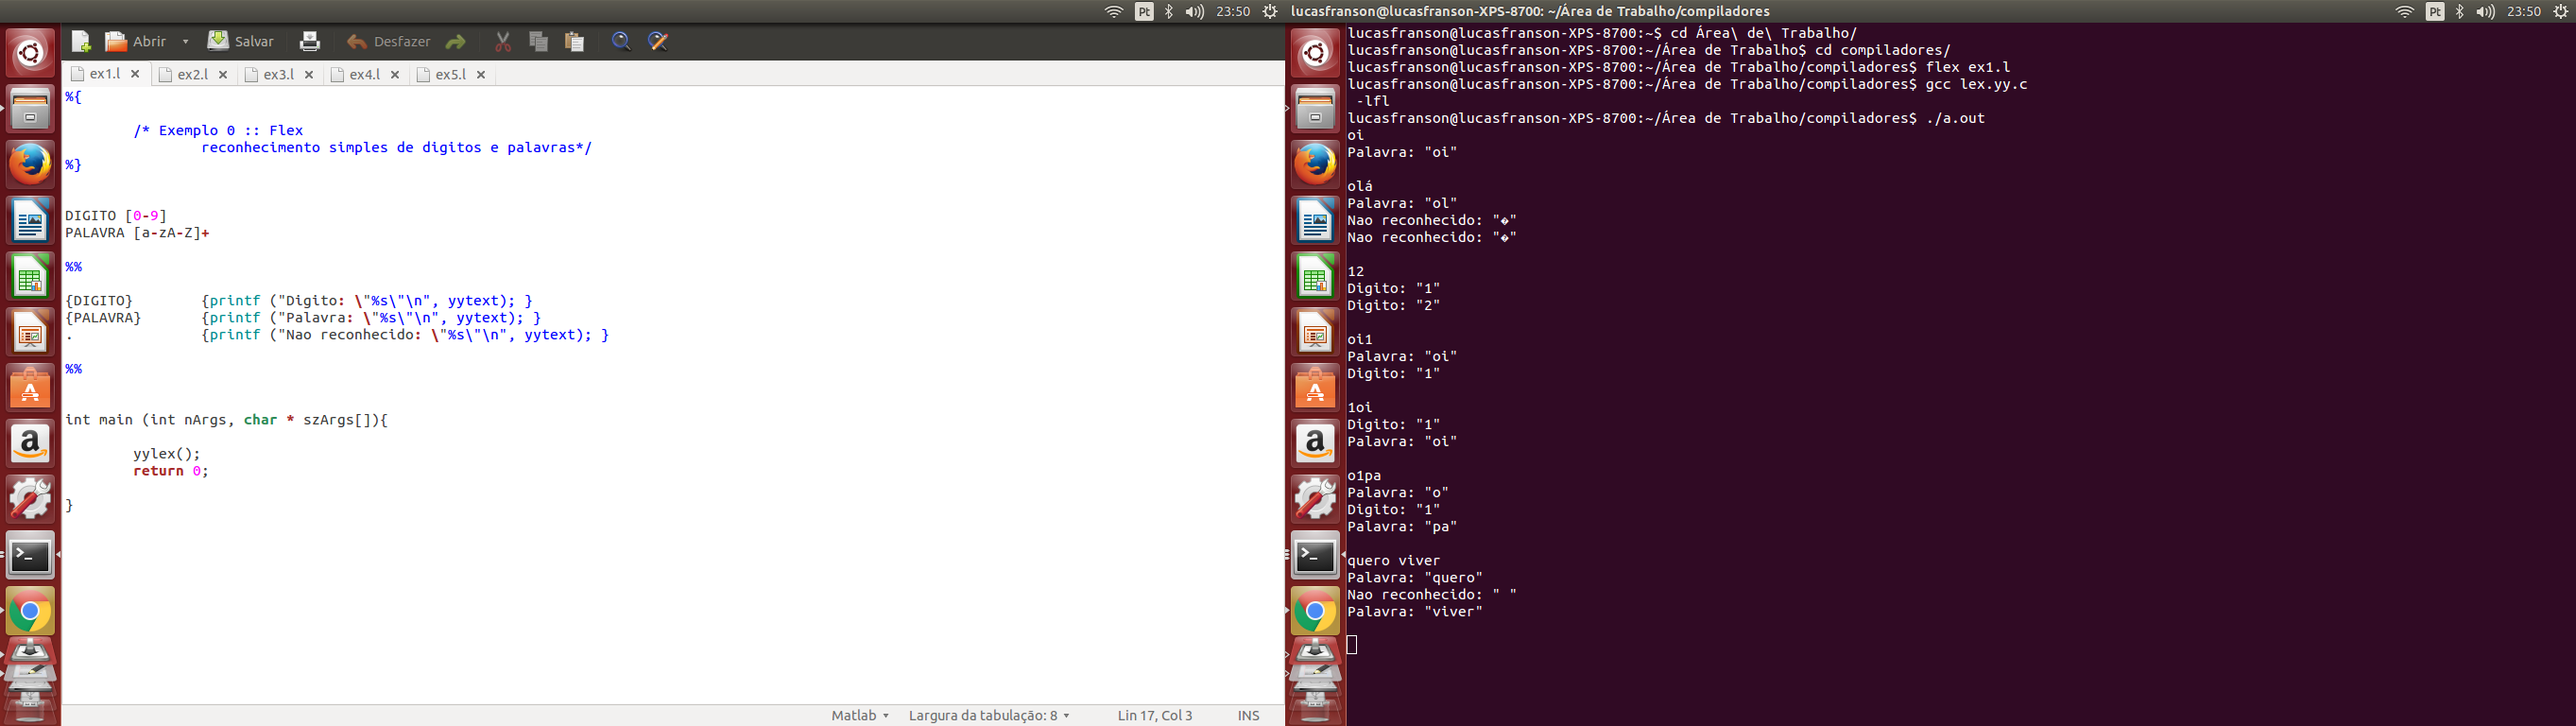 Pt 23:50
Abrir Salvar Desfazer
ex1.l ex2.l ex3.l ex4.l ex5.l
%{
/* Exemplo 0 :: Flex
reconhecimento simples de digitos e palavras*/
%}
DIGITO [0-9]
PALAVRA [a-zA-Z]+
%%
{DIGITO} {printf ("Digito: \"%s\"\n", yytext); }
{PALAVRA} {printf ("Palavra: \"%s\"\n", yytext); }
. {printf ("Nao reconhecido: \"%s\"\n", yytext); }
%%
int main (int nArgs, char * szArgs[]){
yylex();
return 0;
}
Matlab Largura da tabulação: 8 Lin 17, Col 3 INS
lucasfranson@lucasfranson-XPS-8700: ~/Área de Trabalho/compiladores Pt 23:50
lucasfranson@lucasfranson-XPS-8700:~$ cd Área\ de\ Trabalho/
lucasfranson@lucasfranson-XPS-8700:~/Área de Trabalho$ cd compiladores/
lucasfranson@lucasfranson-XPS-8700:~/Área de Trabalho/compiladores$ flex ex1.l
lucasfranson@lucasfranson-XPS-8700:~/Área de Trabalho/compiladores$ gcc lex.yy.c
-lfl
lucasfranson@lucasfranson-XPS-8700:~/Área de Trabalho/compiladores$ ./a.out
oi
Palavra: "oi"
olá
Palavra: "ol"
Nao reconhecido: "�"
Nao reconhecido: "�"
12
Digito: "1"
Digito: "2"
oi1
Palavra: "oi"
Digito: "1"
1oi
Digito: "1"
Palavra: "oi"
o1pa
Palavra: "o"
Digito: "1"
Palavra: "pa"
quero viver
Palavra: "quero"
Nao reconhecido: " "
Palavra: "viver"